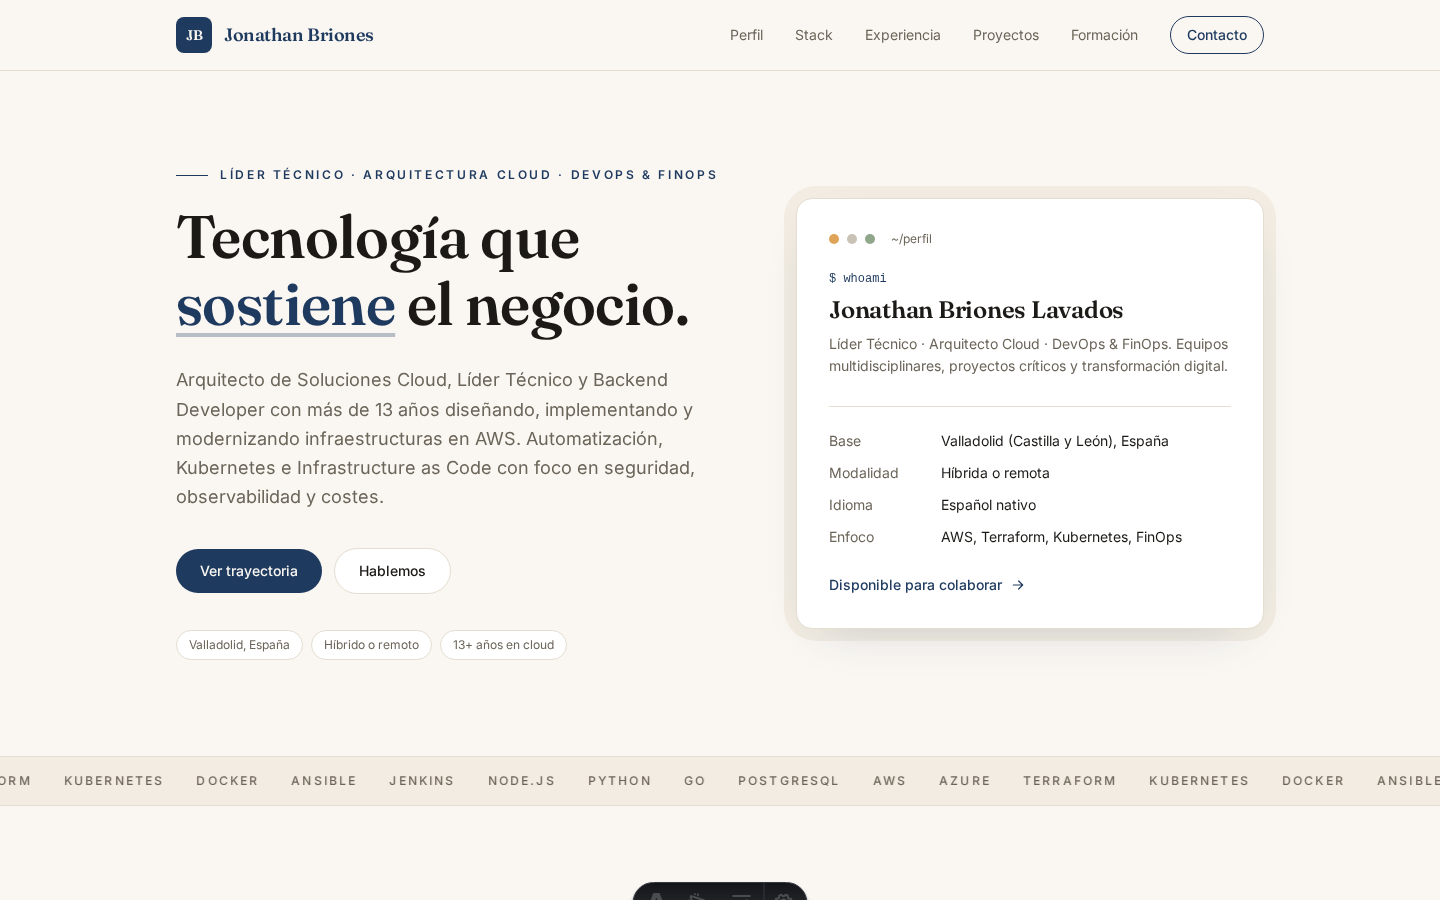 JB Jonathan Briones
Perfil Stack Experiencia Proyectos Formación Contacto
LÍDER TÉCNICO · ARQUITECTURA CLOUD · DEVOPS & FINOPS
Tecnología que
sostiene el negocio.
Arquitecto de Soluciones Cloud, Líder Técnico y Backend
Developer con más de 13 años diseñando, implementando y
modernizando infraestructuras en AWS. Automatización,
Kubernetes e Infrastructure as Code con foco en seguridad,
observabilidad y costes.
Ver trayectoria Hablemos
Valladolid, España Híbrido o remoto 13+ años en cloud
~/perfil
$ whoami
Jonathan Briones Lavados
Líder Técnico · Arquitecto Cloud · DevOps & FinOps. Equipos
multidisciplinares, proyectos críticos y transformación digital.
Base Valladolid (Castilla y León), España
Modalidad Híbrida o remota
Idioma Español nativo
Enfoco AWS, Terraform, Kubernetes, FinOps
Disponible para colaborar →
ORM KUBERNETES DOCKER ANSIBLE JENKINS NODE.JS PYTHON GO POSTGRESQL AWS AZURE TERRAFORM KUBERNETES DOCKER ANSIBLE